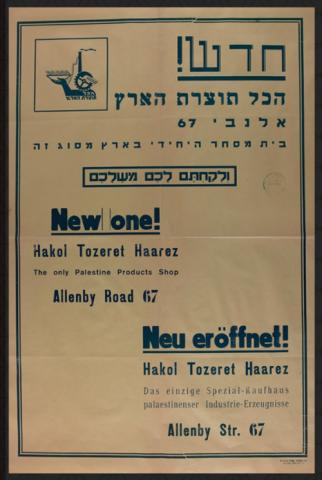 חדש!
הכל תוצרת הארץ
אלנבי 67
בית מסחר היחידי בארץ מסוג זה
ולקחתם לכם משלכם
New one!
Hakol Tozeret Haarez
The only Palestine Products Shop
Allenby Road 67
Neu eröffnet!
Hakol Tozeret Haarez
Das einzige Spezial-Kaufhaus
palaestinenser Industrie-Erzeugnisse
Allenby Str. 67